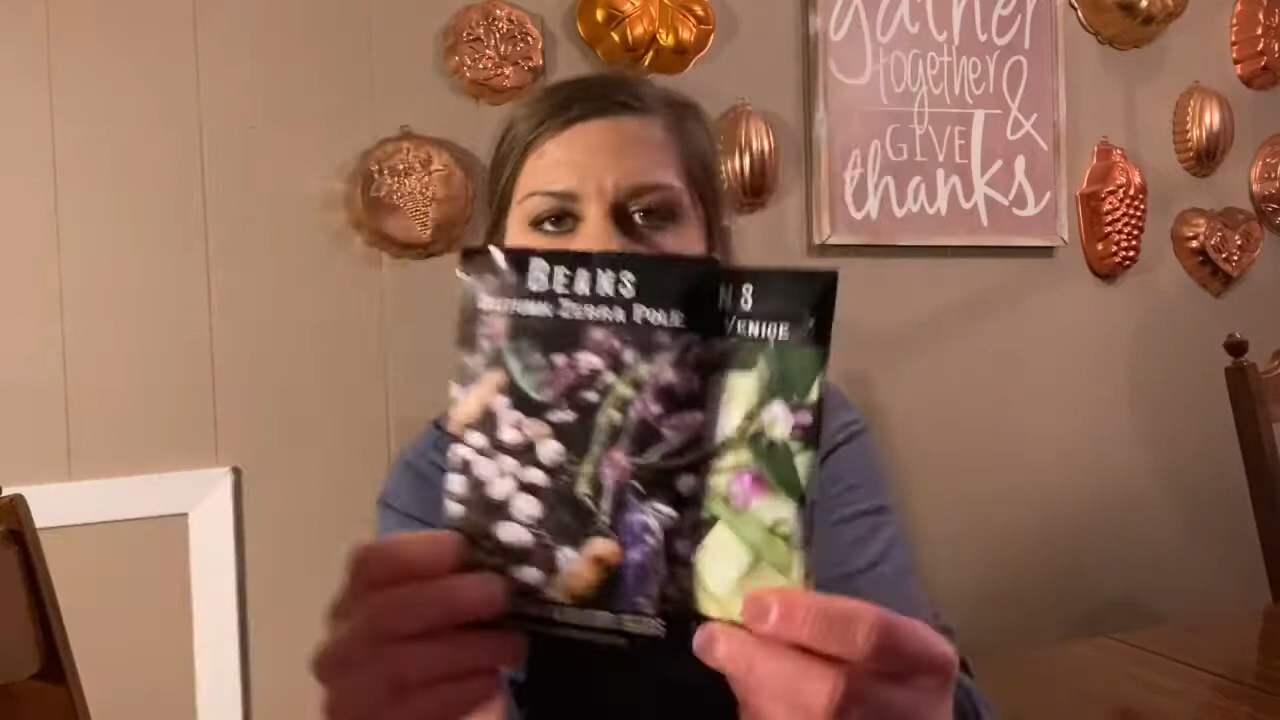 gather
together
&
GIVE
thanks
BEANS
ZEBRA POLE
VENICE